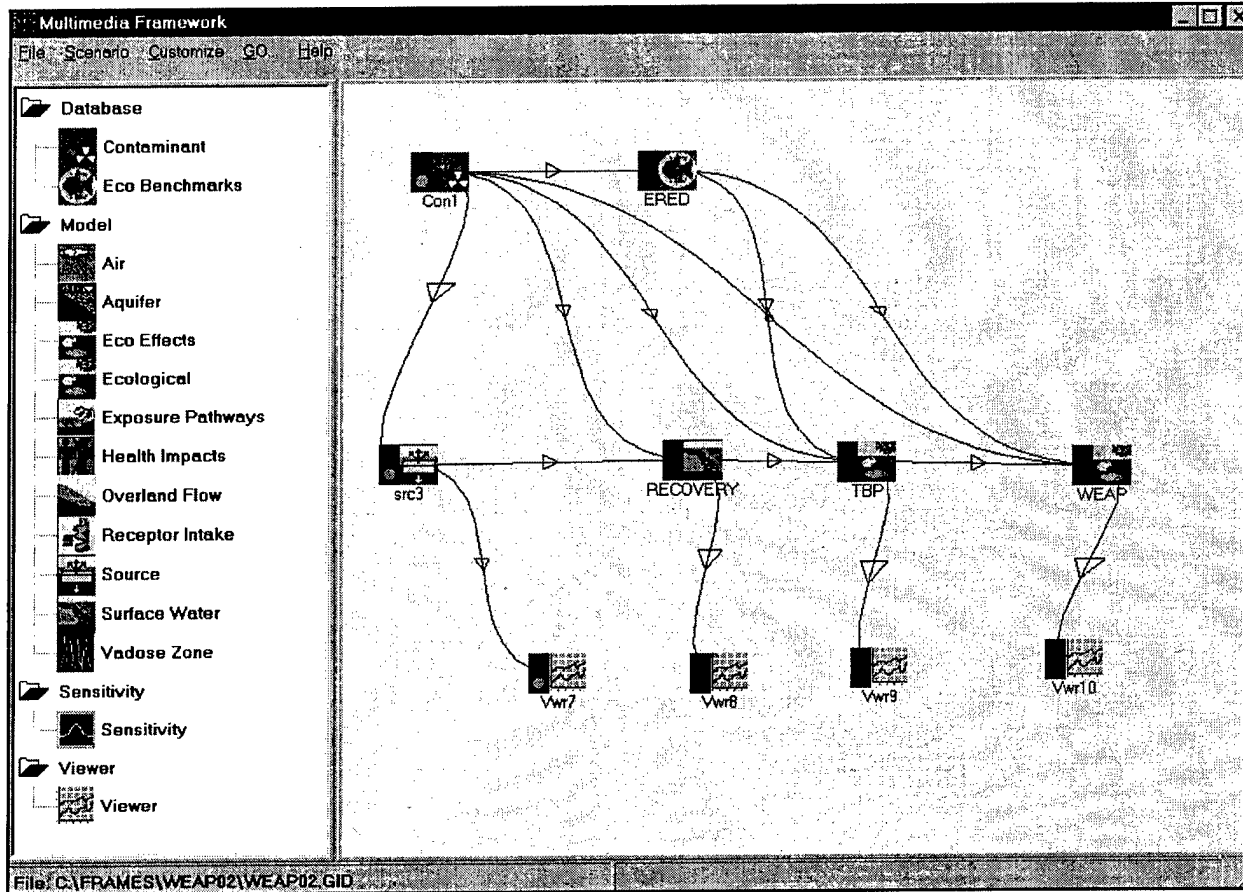 Multimedia Framework
File Scenario Customize GO Help
Database
Contaminant
Eco Benchmarks
Model
Air
Aquifer
Eco Effects
Ecological
Exposure Pathways
Health Impacts
Overland Flow
Receptor Intake
Source
Surface Water
Vadose Zone
Sensitivity
Sensitivity
Viewer
Viewer
Con1
ERED
src3
RECOVERY
TBP
WEAP
Vwr7
Vwr8
Vwr9
Vwr10
File: C:\FRAMES\WEAP02\WEAP02.GID